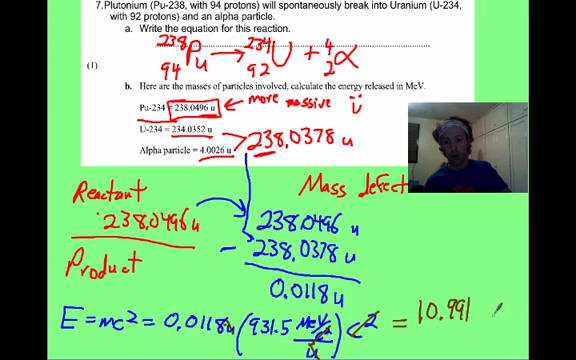 7.Plutonium (Pu-238, with 94 protons) will spontaneously break into Uranium (U-234,
with 92 protons) and an alpha particle.
a. Write the equation for this reaction.
238 94 Pu → 234 92 U + 4 2 α
(1)
b. Here are the masses of particles involved, calculate the energy released in MeV.
Pu-234 = 238.0496 u ← more massive ü
U-234 = 234.0352 u
> 238.0378 u
Alpha particle = 4.0026 u
Reactant
Mass defect
238.0496 u
238.0496 u
- 238.0378 u
Product
0.0118 u
E = mc² = 0.0118u (931.5 MeV/c²/u) c² = 10.991